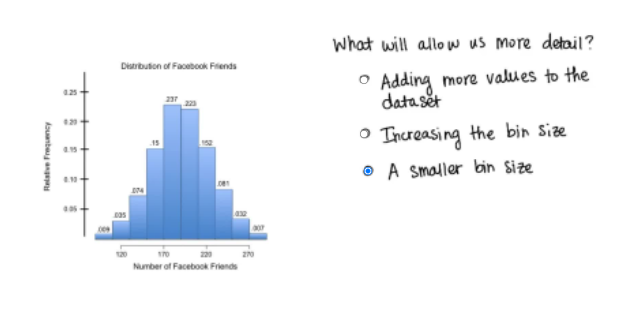 What will allow us more detail?
Adding more values to the
dataset
Increasing the bin size
A smaller bin size
Distribution of Facebook Friends
Relative Frequency
0.25
0.20
0.15
0.10
0.05
.009
.035
.074
.15
.237
.223
.152
.081
.032
.007
120 170 220 270
Number of Facebook Friends